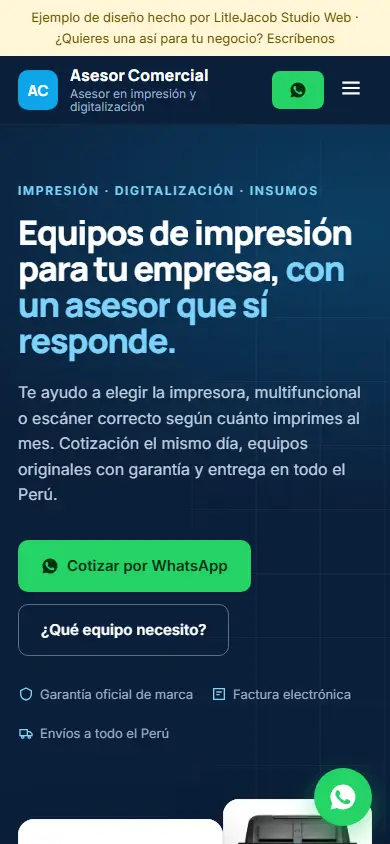 Ejemplo de diseño hecho por LitleJacob Studio Web ·
¿Quieres una así para tu negocio? Escríbenos
AC
Asesor Comercial
Asesor en impresión y
digitalización
IMPRESIÓN · DIGITALIZACIÓN · INSUMOS
Equipos de impresión
para tu empresa, con
un asesor que sí
responde.
Te ayudo a elegir la impresora, multifuncional
o escáner correcto según cuánto imprimes al
mes. Cotización el mismo día, equipos
originales con garantía y entrega en todo el
Perú.
Cotizar por WhatsApp
¿Qué equipo necesito?
Garantía oficial de marca
Factura electrónica
Envíos a todo el Perú